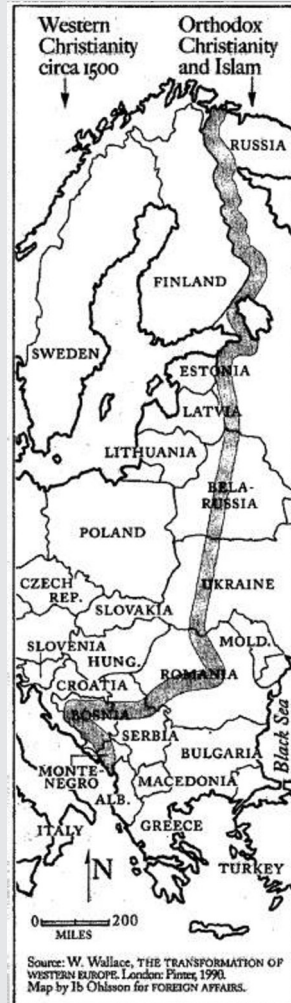 Western
Christianity
circa 1500
Orthodox
Christianity
and Islam
RUSSIA
FINLAND
SWEDEN
ESTONIA
LATVIA
LITHUANIA
BELA-
RUSSIA
POLAND
CZECH
REP.
UKRAINE
SLOVAKIA
MOLD.
SLOVENIA
HUNG.
ROMANIA
CROATIA
BOSNIA
SERBIA
BULGARIA
Black Sea
MONTE-
NEGRO
MACEDONIA
ALB.
ITALY
GREECE
TURKEY
N
0 200
MILES
Source: W. Wallace, THE TRANSFORMATION OF
WESTERN EUROPE. London: Pinter, 1990.
Map by Ib Ohlsson for FOREIGN AFFAIRS.